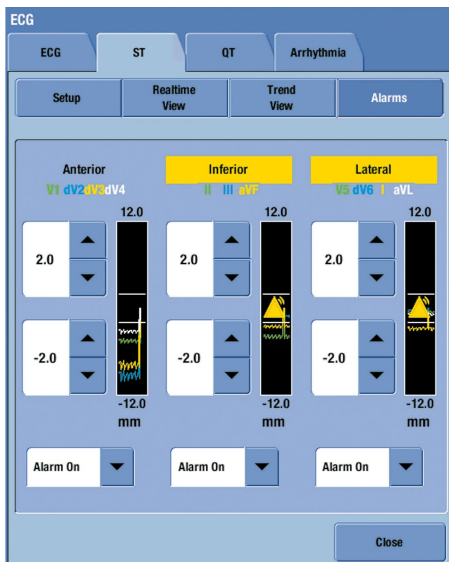 ECG
ECG ST QT Arrhythmia
Setup Realtime View Trend View Alarms
Anterior Inferior Lateral
V1 dV2 dV3 dV4 II III aVF V5 dV6 I aVL
12.0 12.0 12.0
2.0 2.0 2.0
-2.0 -2.0 -2.0
-12.0 -12.0 -12.0
mm mm mm
Alarm On Alarm On Alarm On
Close